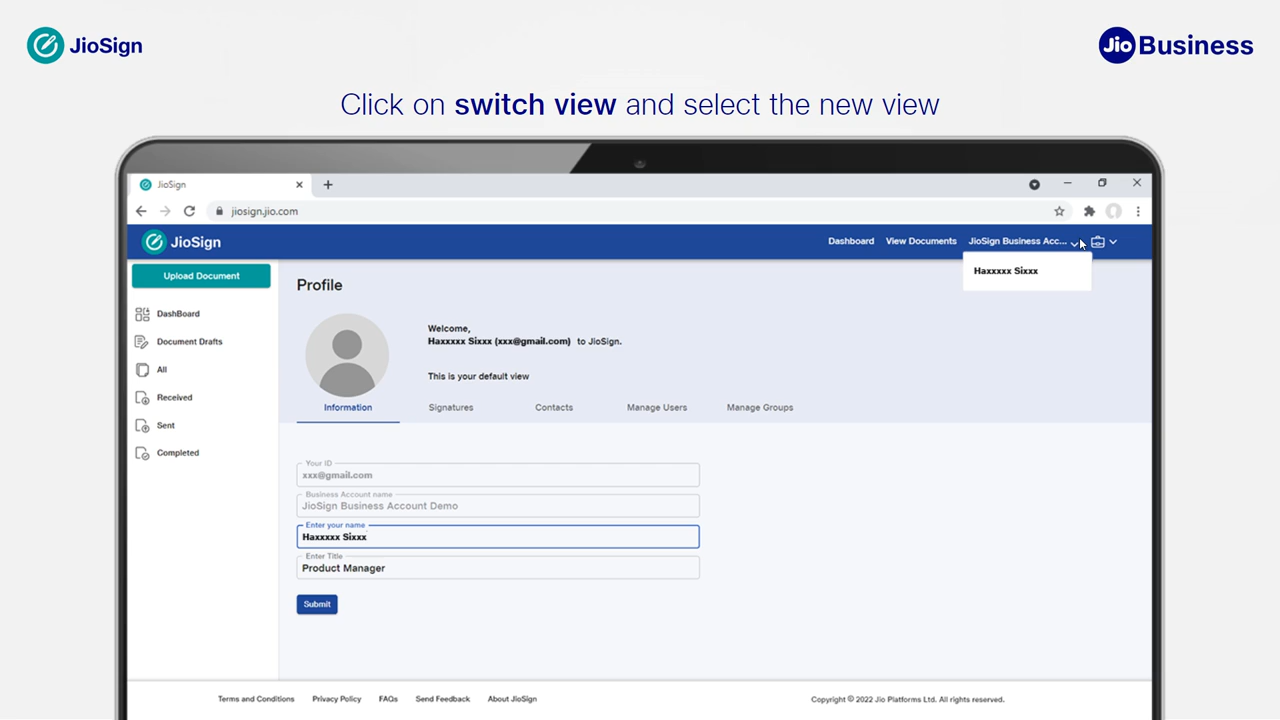 JioSign
Jio Business
Click on switch view and select the new view
JioSign
jiosign.jio.com
JioSign
Dashboard View Documents JioSign Business Acc...
Haxxxxx Sixxx
Upload Document
DashBoard
Document Drafts
All
Received
Sent
Completed
Profile
Welcome,
Haxxxxx Sixxx (xxx@gmail.com) to JioSign.
This is your default view
Information Signatures Contacts Manage Users Manage Groups
Your ID
xxx@gmail.com
Business Account name
JioSign Business Account Demo
Enter your name
Haxxxxx Sixxx
Enter Title
Product Manager
Submit
Terms and Conditions Privacy Policy FAQs Send Feedback About JioSign Copyright © 2022 Jio Platforms Ltd. All rights reserved.